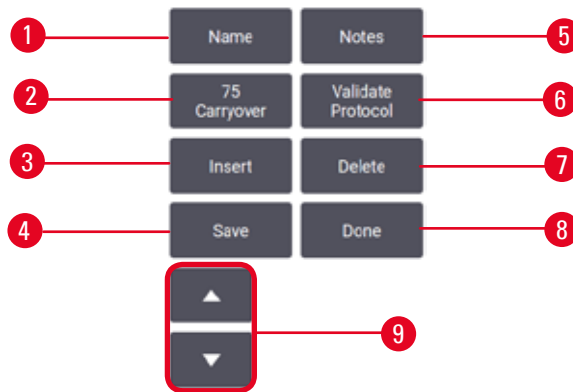 1
Name
Notes
5
2
75
Carryover
Validate
Protocol
6
3
Insert
Delete
7
4
Save
Done
8
9